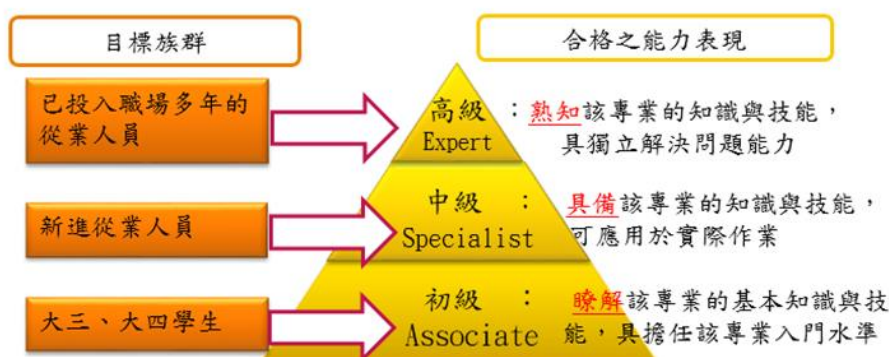 目標族群
合格之能力表現
已投入職場多年的
從業人員
高級 :熟知該專業的知識與技能,
Expert 具獨立解決問題能力
新進從業人員
中級 : 具備該專業的知識與技能,
Specialist 可應用於實際作業
大三、大四學生
初級 : 瞭解該專業的基本知識與技
Associate 能,具擔任該專業入門水準